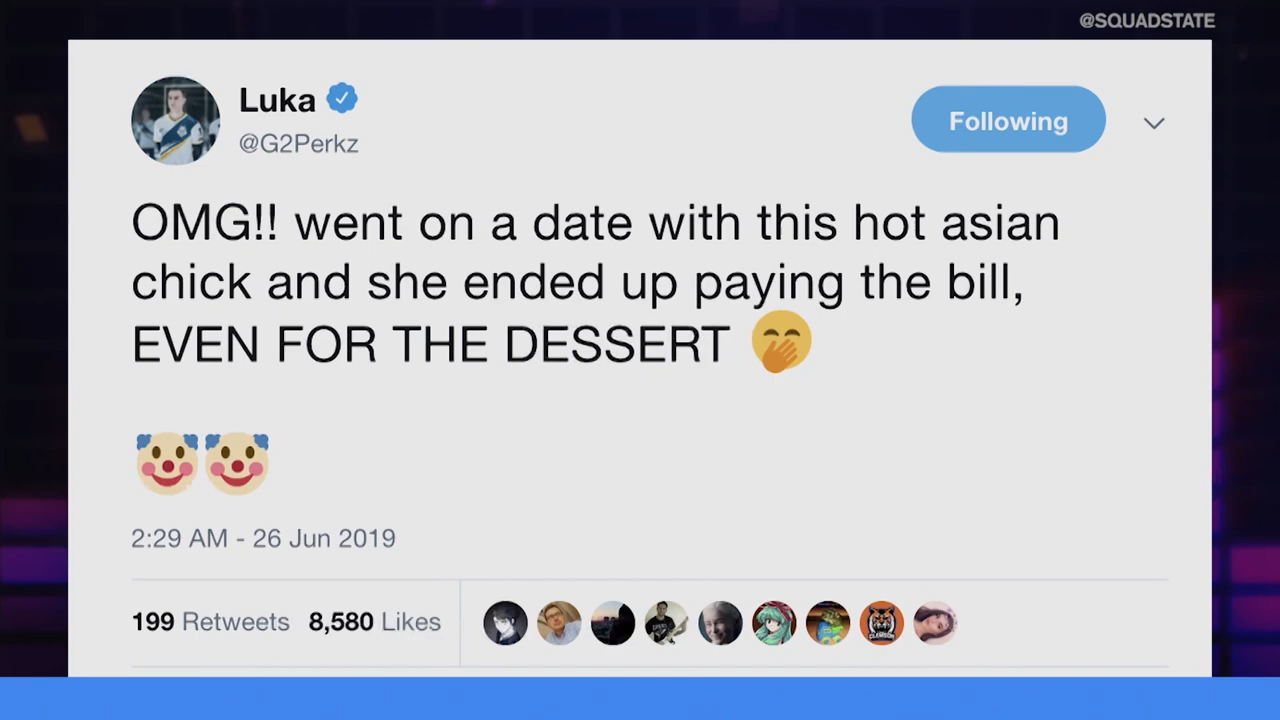 @SQUADSTATE
Luka
@G2Perkz
Following
OMG!! went on a date with this hot asian
chick and she ended up paying the bill,
EVEN FOR THE DESSERT 🤭
🤡🤡
2:29 AM - 26 Jun 2019
199 Retweets 8,580 Likes
CLEMSON